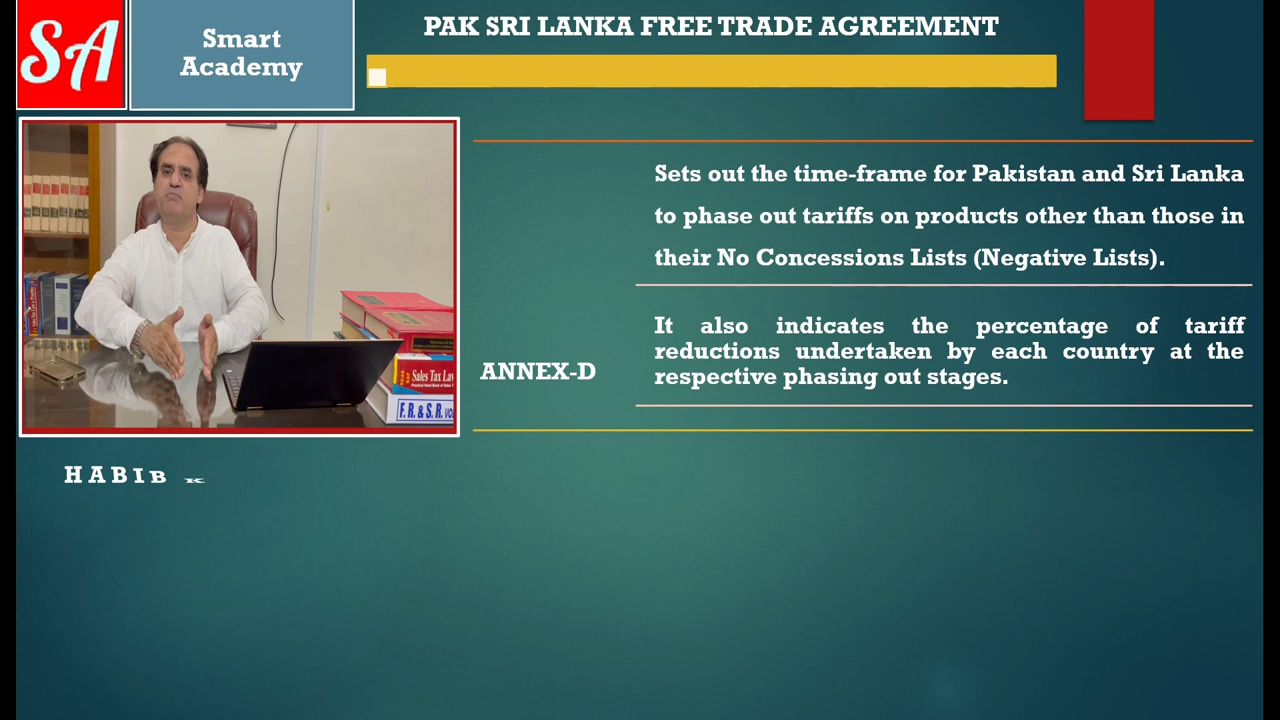 SA
Smart
Academy
PAK SRI LANKA FREE TRADE AGREEMENT
Sets out the time-frame for Pakistan and Sri Lanka
to phase out tariffs on products other than those in
their No Concessions Lists (Negative Lists).
ANNEX-D
It also indicates the percentage of tariff
reductions undertaken by each country at the
respective phasing out stages.
Sales Tax Law
F.R.& S.R. VO
HABIB K